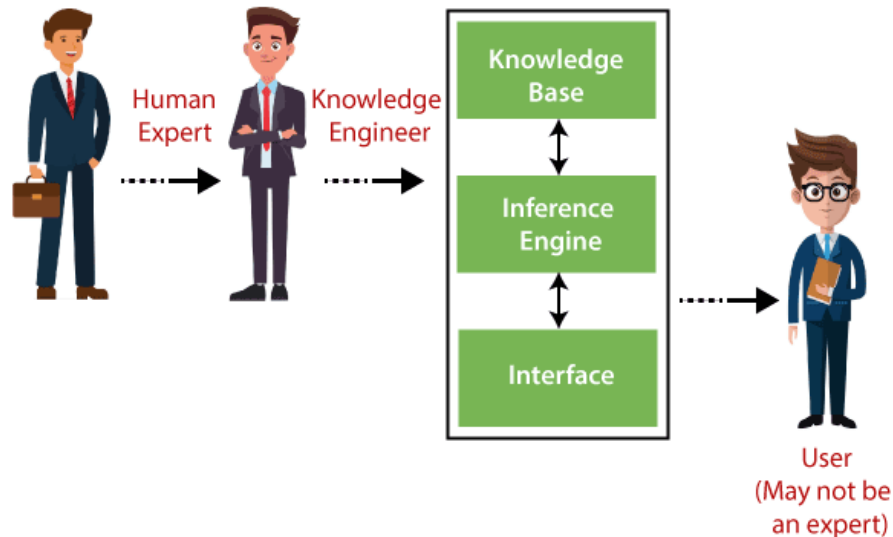 Human
Expert
Knowledge
Engineer
Knowledge
Base
Inference
Engine
Interface
User
(May not be
an expert)